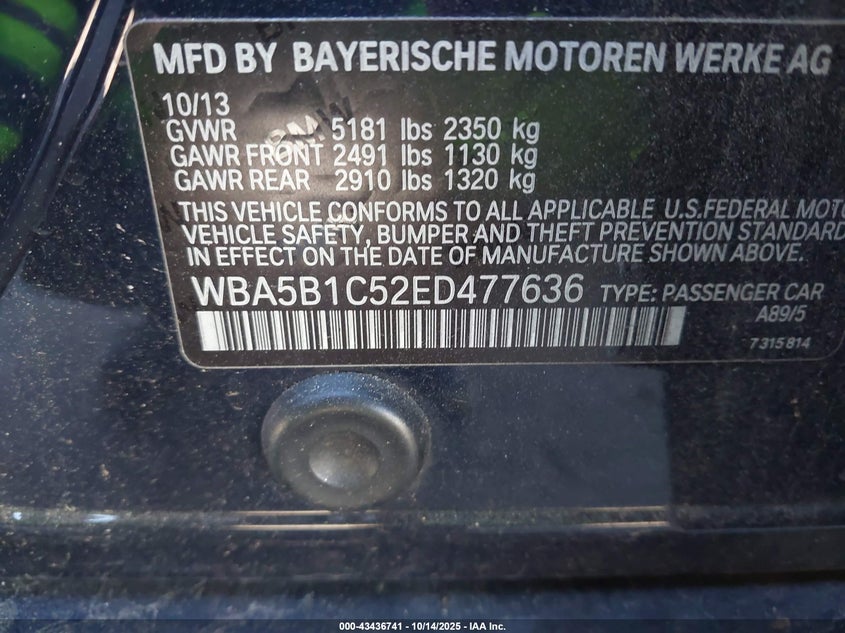 MFD BY BAYERISCHE MOTOREN WERKE AG
10/13
GVWR 5181 lbs 2350 kg
GAWR FRONT 2491 lbs 1130 kg
GAWR REAR 2910 lbs 1320 kg
THIS VEHICLE CONFORMS TO ALL APPLICABLE U.S.FEDERAL MOTO
VEHICLE SAFETY, BUMPER AND THEFT PREVENTION STANDARD
IN EFFECT ON THE DATE OF MANUFACTURE SHOWN ABOVE.
WBA5B1C52ED477636 TYPE: PASSENGER CAR
A89/5
7315814
000-43436741 - 10/14/2025 - IAA Inc.